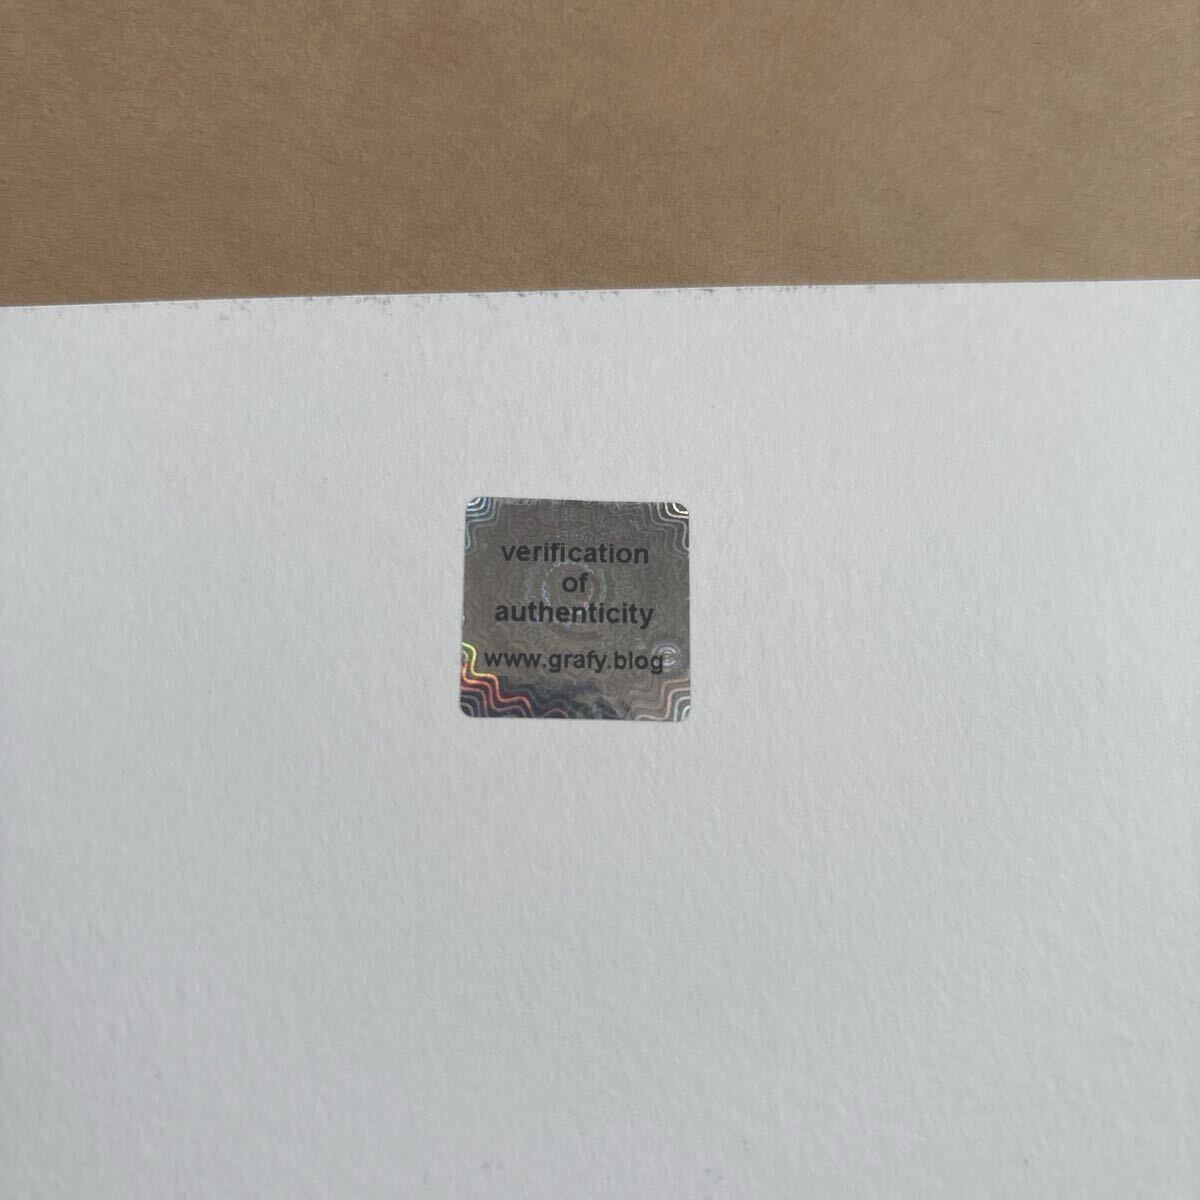 verification
of
authenticity
www.grafy.blog